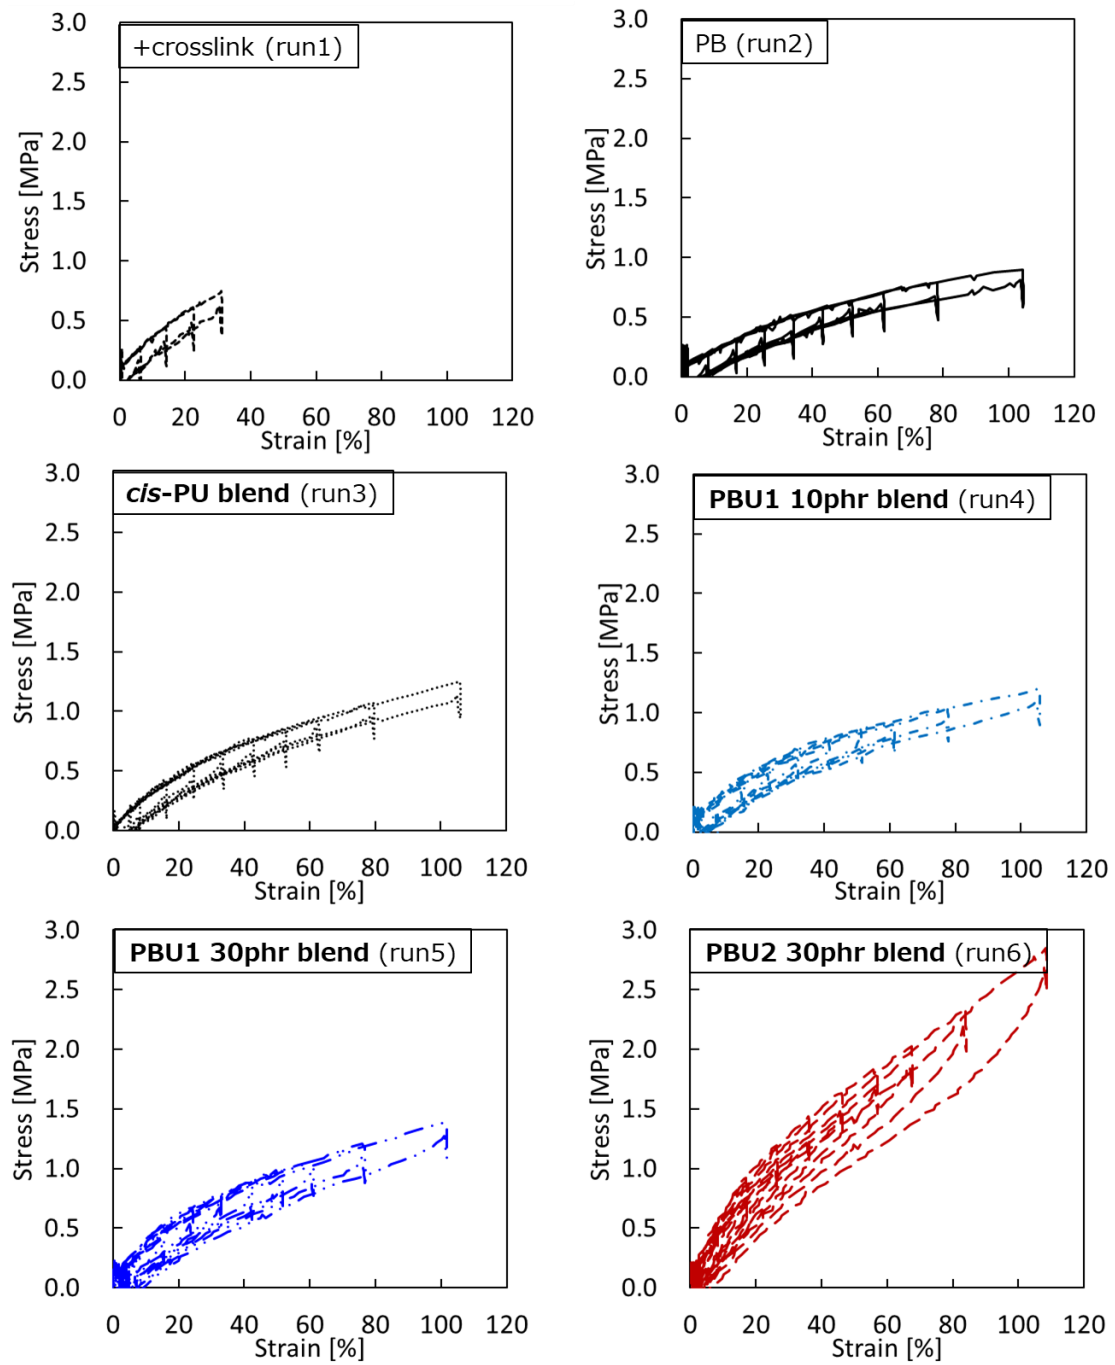 +crosslink (run1)
3.0
2.5
2.0
1.5
1.0
0.5
0.0
Stress [MPa]
0 20 40 60 80 100 120
Strain [%]
PB (run2)
3.0
2.5
2.0
1.5
1.0
0.5
0.0
Stress [MPa]
0 20 40 60 80 100 120
Strain [%]
cis-PU blend (run3)
3.0
2.5
2.0
1.5
1.0
0.5
0.0
Stress [MPa]
0 20 40 60 80 100 120
Strain [%]
PBU1 10phr blend (run4)
3.0
2.5
2.0
1.5
1.0
0.5
0.0
Stress [MPa]
0 20 40 60 80 100 120
Strain [%]
PBU1 30phr blend (run5)
3.0
2.5
2.0
1.5
1.0
0.5
0.0
Stress [MPa]
0 20 40 60 80 100 120
Strain [%]
PBU2 30phr blend (run6)
3.0
2.5
2.0
1.5
1.0
0.5
0.0
Stress [MPa]
0 20 40 60 80 100 120
Strain [%]